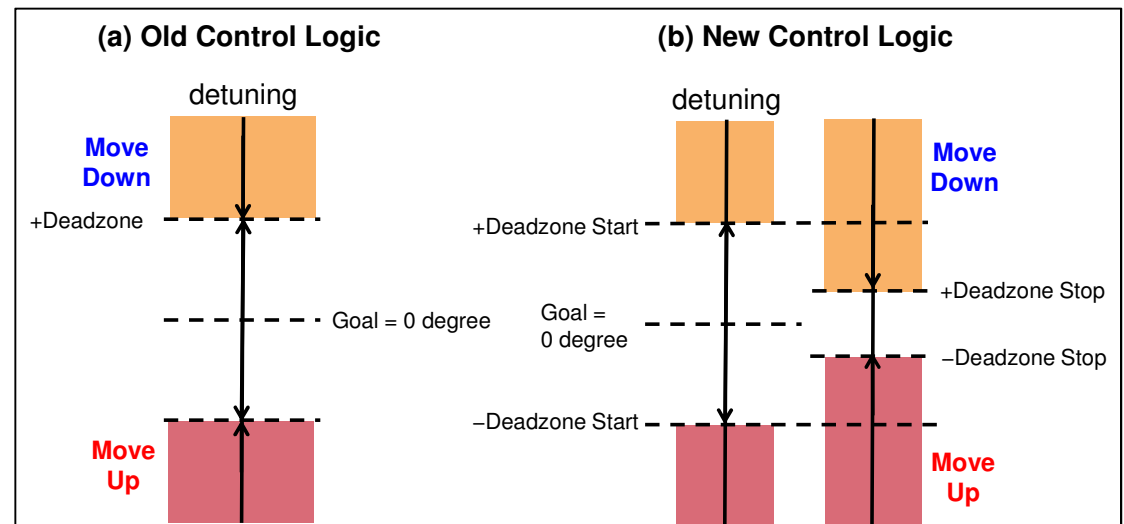 (a) Old Control Logic
detuning
Move
Down
+Deadzone
Goal = 0 degree
Move
Up
(b) New Control Logic
detuning
Move
Down
+Deadzone Start
+Deadzone Stop
Goal =
0 degree
−Deadzone Stop
−Deadzone Start
Move
Up